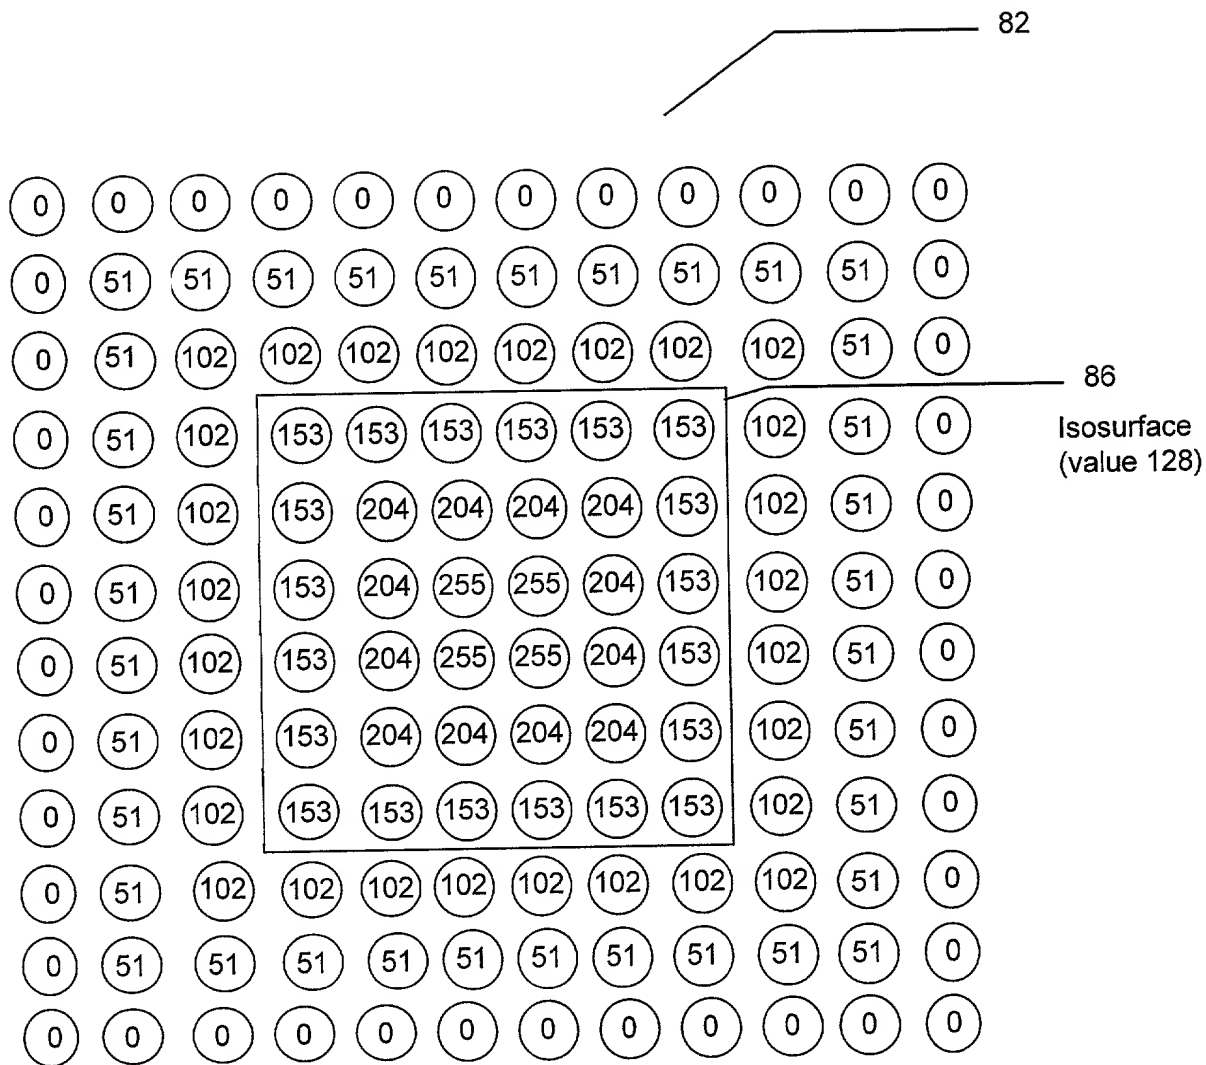 82
0 0 0 0 0 0 0 0 0 0 0 0
0 51 51 51 51 51 51 51 51 51 51 0
0 51 102 102 102 102 102 102 102 102 51 0
86
0 51 102 153 153 153 153 153 153 102 51 0
Isosurface
(value 128)
0 51 102 153 204 204 204 204 153 102 51 0
0 51 102 153 204 255 255 204 153 102 51 0
0 51 102 153 204 255 255 204 153 102 51 0
0 51 102 153 204 204 204 204 153 102 51 0
0 51 102 153 153 153 153 153 153 102 51 0
0 51 102 102 102 102 102 102 102 102 51 0
0 51 51 51 51 51 51 51 51 51 51 0
0 0 0 0 0 0 0 0 0 0 0 0